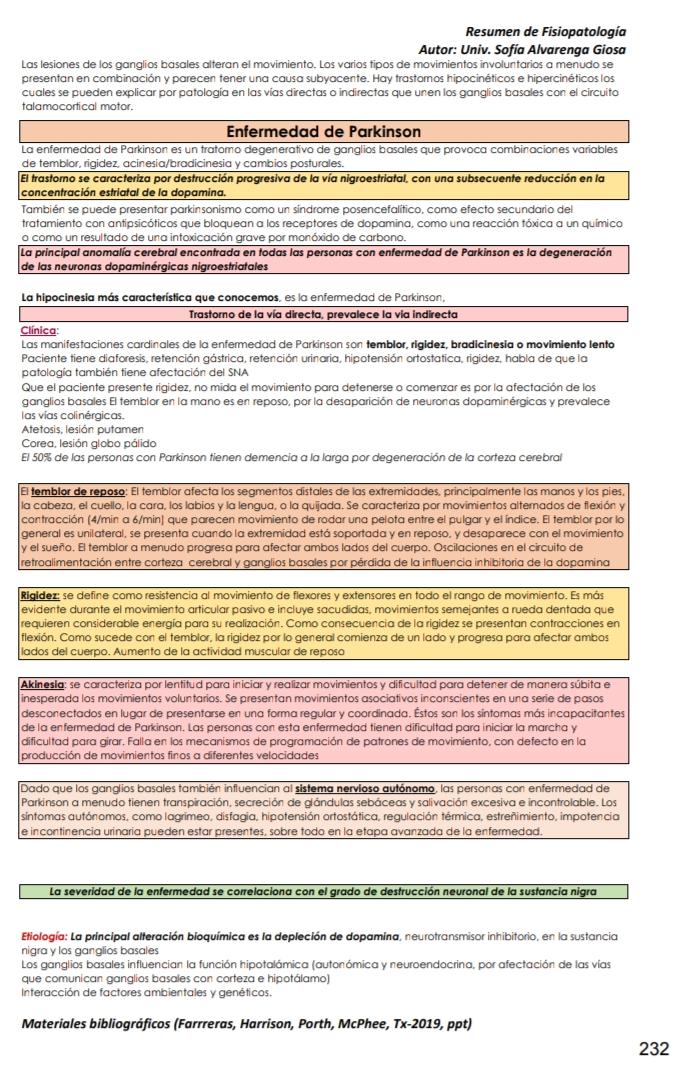 Resumen de Fisiopatología
Autor: Univ. Sofía Alvarenga Giosa
Las lesiones de los ganglios basales alteran el movimiento. Los varios tipos de movimientos involuntarios a menudo se
presentan en combinación y parecen tener una causa subyacente. Hay trastornos hipocinéticos e hipercinéticos los
cuales se pueden explicar por patología en las vías directas o indirectas que unen los ganglios basales con el circuito
talamocortical motor.
Enfermedad de Parkinson
La enfermedad de Parkinson es un tratorno degenerativo de ganglios basales que provoca combinaciones variables
de temblor, rigidez, acinesia/bradicinesia y cambios posturales.
El trastorno se caracteriza por destrucción progresiva de la vía nigroestriatal, con una subsecuente reducción en la
concentración estriatal de la dopamina.
También se puede presentar parkinsonismo como un síndrome posencefalítico, como efecto secundario del
tratamiento con antipsicóticos que bloquean a los receptores de dopamina, como una reacción tóxica a un químico
o como un resultado de una intoxicación grave por monóxido de carbono.
La principal anomalía cerebral encontrada en todas las personas con enfermedad de Parkinson es la degeneración
de las neuronas dopaminérgicas nigroestriatales
La hipocinesia más característica que conocemos, es la enfermedad de Parkinson,
Trastorno de la vía directa, prevalece la via indirecta
Clínica:
Las manifestaciones cardinales de la enfermedad de Parkinson son temblor, rigidez, bradicinesia o movimiento lento
Paciente tiene diaforesis, retención gástrica, retención urinaria, hipotensión ortostatica, rigidez, habla de que la
patología también tiene afectación del SNA
Que el paciente presente rigidez, no mida el movimiento para detenerse o comenzar es por la afectación de los
ganglios basales El temblor en la mano es en reposo, por la desaparición de neuronas dopaminérgicas y prevalece
las vías colinérgicas.
Atetosis, lesión putamen
Corea, lesión globo pálido
El 50% de las personas con Parkinson tienen demencia a la larga por degeneración de la corteza cerebral
El temblor de reposo: El temblor afecta los segmentos distales de las extremidades, principalmente las manos y los pies,
la cabeza, el cuello, la cara, los labios y la lengua, o la quijada. Se caracteriza por movimientos alternados de flexión y
contracción (4/min a 6/min) que parecen movimiento de rodar una pelota entre el pulgar y el índice. El temblor por lo
general es unilateral, se presenta cuando la extremidad está soportada y en reposo, y desaparece con el movimiento
y el sueño. El temblor a menudo progresa para afectar ambos lados del cuerpo. Oscilaciones en el circuito de
retroalimentación entre corteza cerebral y ganglios basales por pérdida de la influencia inhibitoria de la dopamina
Rigidez: se define como resistencia al movimiento de flexores y extensores en todo el rango de movimiento. Es más
evidente durante el movimiento articular pasivo e incluye sacudidas, movimientos semejantes a rueda dentada que
requieren considerable energía para su realización. Como consecuencia de la rigidez se presentan contracciones en
flexión. Como sucede con el temblor, la rigidez por lo general comienza de un lado y progresa para afectar ambos
lados del cuerpo. Aumento de la actividad muscular de reposo
Akinesia: se caracteriza por lentitud para iniciar y realizar movimientos y dificultad para detener de manera súbita e
inesperada los movimientos voluntarios. Se presentan movimientos asociativos inconscientes en una serie de pasos
desconectados en lugar de presentarse en una forma regular y coordinada. Éstos son los síntomas más incapacitantes
de la enfermedad de Parkinson. Las personas con esta enfermedad tienen dificultad para iniciar la marcha y
dificultad para girar. Falla en los mecanismos de programación de patrones de movimiento, con defecto en la
producción de movimientos finos a diferentes velocidades
Dado que los ganglios basales también influencian al sistema nervioso autónomo, las personas con enfermedad de
Parkinson a menudo tienen transpiración, secreción de glándulas sebáceas y salivación excesiva e incontrolable. Los
síntomas autónomos, como lagrimeo, disfagia, hipotensión ortostática, regulación térmica, estreñimiento, impotencia
e incontinencia urinaria pueden estar presentes, sobre todo en la etapa avanzada de la enfermedad.
La severidad de la enfermedad se correlaciona con el grado de destrucción neuronal de la sustancia nigra
Etiología: La principal alteración bioquímica es la depleción de dopamina, neurotransmisor inhibitorio, en la sustancia
nigra y los ganglios basales
Los ganglios basales influencian la función hipotalámica (autonómica y neuroendocrina, por afectación de las vías
que comunican ganglios basales con corteza e hipotálamo)
Interacción de factores ambientales y genéticos.
Materiales bibliográficos (Farrreras, Harrison, Porth, McPhee, Tx-2019, ppt)
232